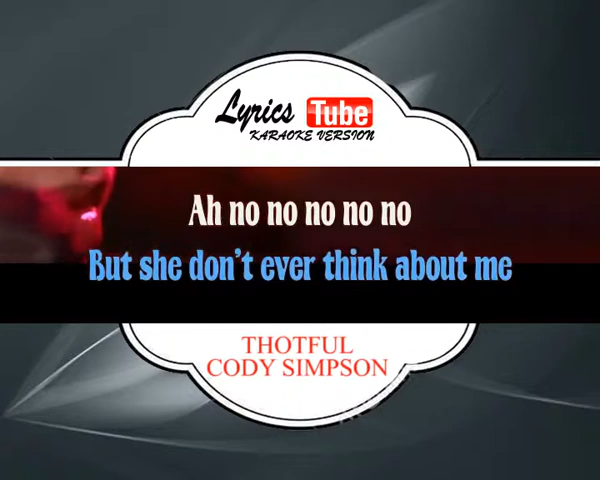 Lyrics Tube
KARAOKE VERSION
Ah no no no no no
But she don't ever think about me
THOTFUL
CODY SIMPSON